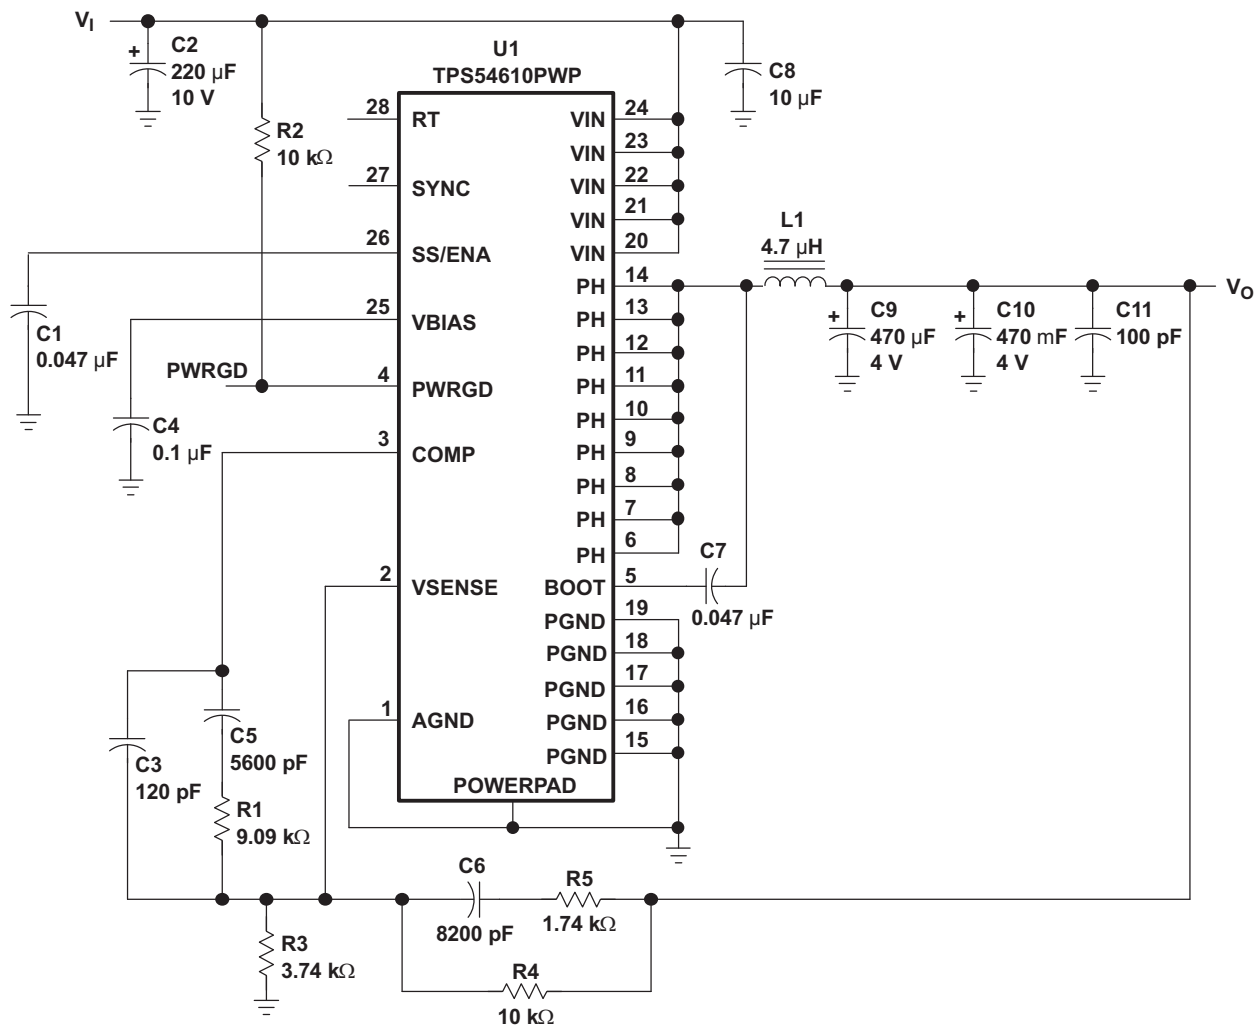 VI
+
C2
220 µF
10 V
R2
10 kΩ
U1
TPS54610PWP
C8
10 µF
28
RT
27
SYNC
26
SS/ENA
25
VBIAS
4
PWRGD
PWRGD
3
COMP
2
VSENSE
1
AGND
POWERPAD
VIN
24
VIN
23
VIN
22
VIN
21
VIN
20
PH
14
PH
13
PH
12
PH
11
PH
10
PH
9
PH
8
PH
7
PH
6
BOOT
5
PGND
19
PGND
18
PGND
17
PGND
16
PGND
15
C1
0.047 µF
C4
0.1 µF
L1
4.7 µH
VO
+
C9
470 µF
4 V
+
C10
470 mF
4 V
C11
100 pF
C7
0.047 µF
C3
120 pF
C5
5600 pF
R1
9.09 kΩ
C6
8200 pF
R5
1.74 kΩ
R3
3.74 kΩ
R4
10 kΩ